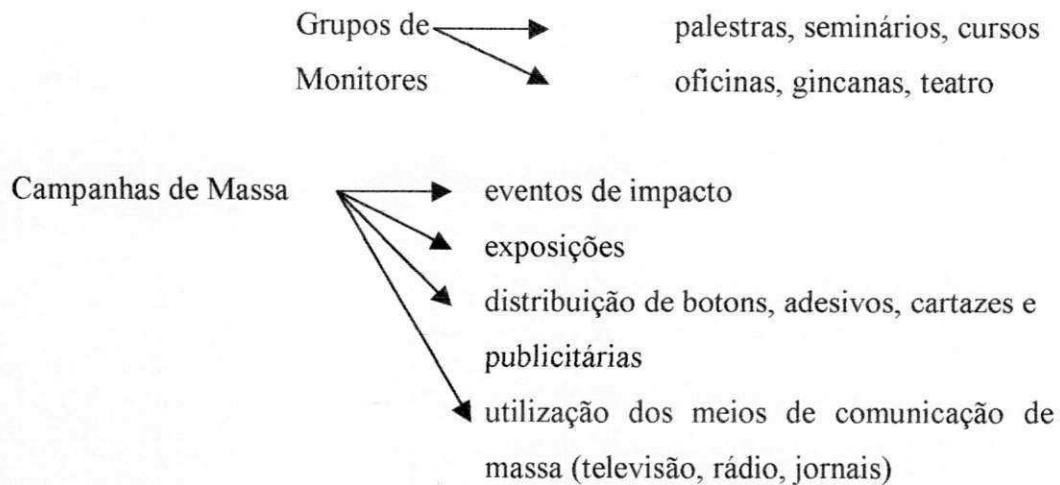 Grupos de palestras, seminários, cursos
Monitores oficinas, gincanas, teatro
Campanhas de Massa eventos de impacto
exposições
distribuição de botons, adesivos, cartazes e
publicitárias
utilização dos meios de comunicação de
massa (televisão, rádio, jornais)